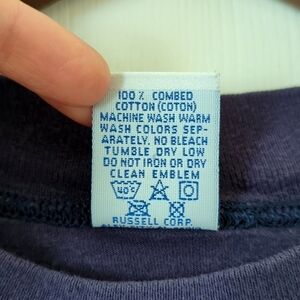 100% COMBED
COTTON (COTON)
MACHINE WASH WARM
WASH COLORS SEP-
ARATELY. NO BLEACH
TUMBLE DRY LOW
DO NOT IRON OR DRY
CLEAN EMBLEM
40°C
RUSSELL CORP.